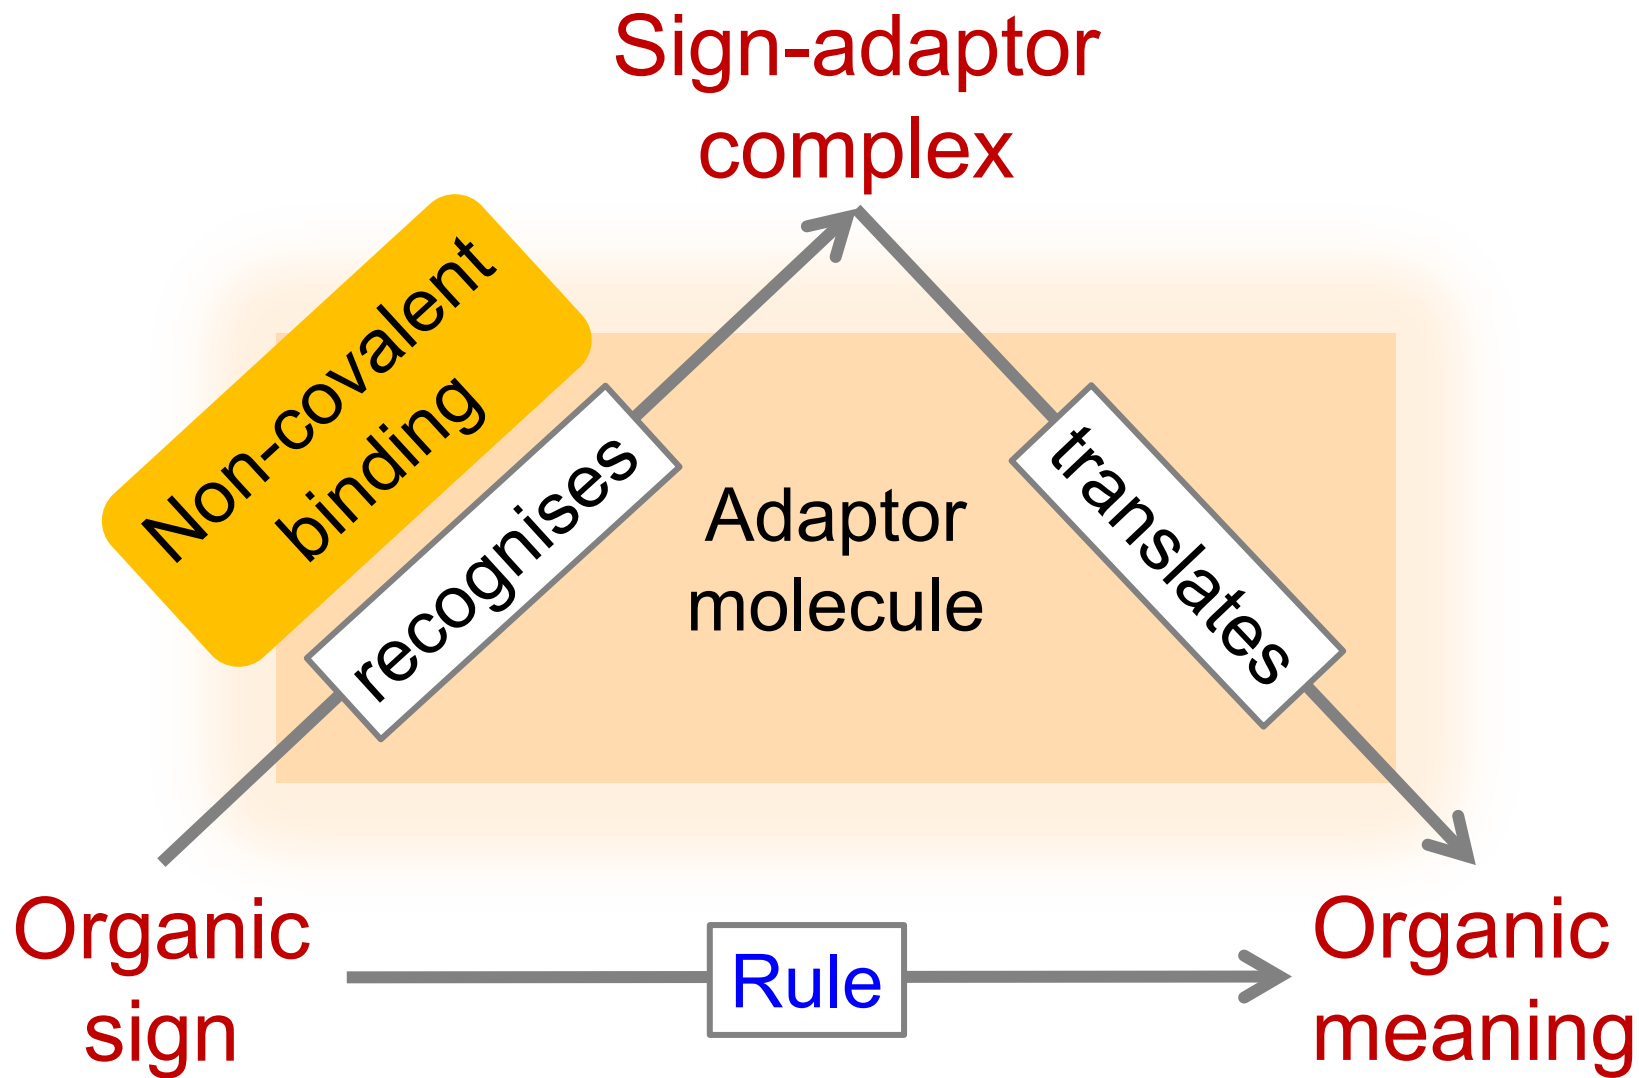 Sign-adaptor
complex
Non-covalent
binding
recognises
Adaptor
molecule
translates
Organic
sign
Rule
Organic
meaning